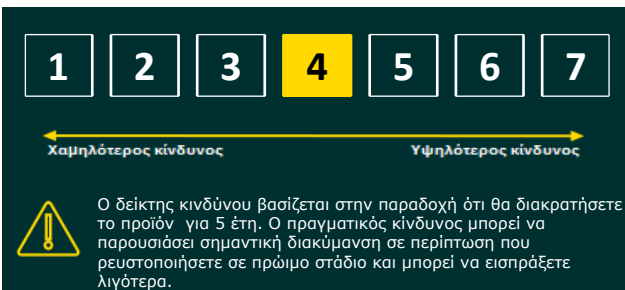 1 2 3 4 5 6 7
Χαμηλότερος κίνδυνος Υψηλότερος κίνδυνος
Ο δείκτης κινδύνου βασίζεται στην παραδοχή ότι θα διακρατήσετε
το προϊόν για 5 έτη. Ο πραγματικός κίνδυνος μπορεί να
παρουσιάσει σημαντική διακύμανση σε περίπτωση που
ρευστοποιήσετε σε πρώιμο στάδιο και μπορεί να εισπράξετε
λιγότερα.